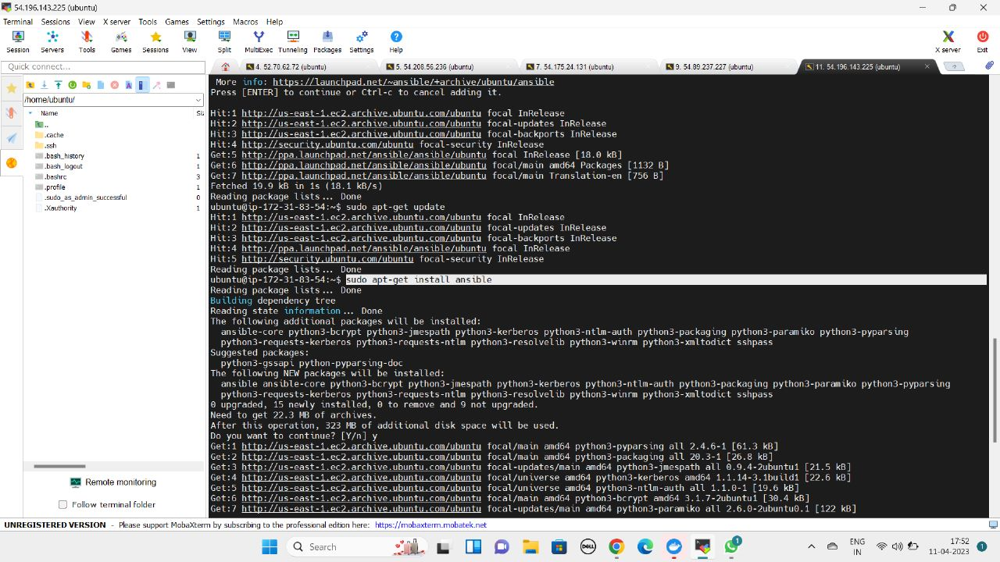 54.196.143.225 (ubuntu)
Terminal Sessions View X server Tools Games Settings Macros Help
Session Servers Tools Games Sessions View Split MultiExec Tunneling Packages Settings Help X server Exit
Quick connect...
4. 52.70.62.72 (ubuntu) 5. 54.208.56.236 (ubuntu) 7. 54.175.24.131 (ubuntu) 9. 54.89.237.227 (ubuntu) 11. 54.196.143.225 (ubuntu)
/home/ubuntu/
Name Siz
..
.cache
.ssh
.bash_history 1
.bash_logout 1
.bashrc 3
.profile 1
.sudo_as_admin_successful 0
.Xauthority 1
Remote monitoring
Follow terminal folder
More info: https://launchpad.net/~ansible/+archive/ubuntu/ansible
Press [ENTER] to continue or Ctrl-c to cancel adding it.
Hit:1 http://us-east-1.ec2.archive.ubuntu.com/ubuntu focal InRelease
Hit:2 http://us-east-1.ec2.archive.ubuntu.com/ubuntu focal-updates InRelease
Hit:3 http://us-east-1.ec2.archive.ubuntu.com/ubuntu focal-backports InRelease
Hit:4 http://security.ubuntu.com/ubuntu focal-security InRelease
Get:5 http://ppa.launchpad.net/ansible/ansible/ubuntu focal InRelease [18.0 kB]
Get:6 http://ppa.launchpad.net/ansible/ansible/ubuntu focal/main amd64 Packages [1132 B]
Get:7 http://ppa.launchpad.net/ansible/ansible/ubuntu focal/main Translation-en [756 B]
Fetched 19.9 kB in 1s (18.1 kB/s)
Reading package lists... Done
ubuntu@ip-172-31-83-54:~$ sudo apt-get update
Hit:1 http://us-east-1.ec2.archive.ubuntu.com/ubuntu focal InRelease
Hit:2 http://us-east-1.ec2.archive.ubuntu.com/ubuntu focal-updates InRelease
Hit:3 http://us-east-1.ec2.archive.ubuntu.com/ubuntu focal-backports InRelease
Hit:4 http://ppa.launchpad.net/ansible/ansible/ubuntu focal InRelease
Hit:5 http://security.ubuntu.com/ubuntu focal-security InRelease
Reading package lists... Done
ubuntu@ip-172-31-83-54:~$ sudo apt-get install ansible
Reading package lists... Done
Building dependency tree
Reading state information... Done
The following additional packages will be installed:
ansible-core python3-bcrypt python3-jmespath python3-kerberos python3-ntlm-auth python3-packaging python3-paramiko python3-pyparsing
python3-requests-kerberos python3-requests-ntlm python3-resolvelib python3-winrm python3-xmltodict sshpass
Suggested packages:
python3-gssapi python-pyparsing-doc
The following NEW packages will be installed:
ansible ansible-core python3-bcrypt python3-jmespath python3-kerberos python3-ntlm-auth python3-packaging python3-paramiko python3-pyparsing
python3-requests-kerberos python3-requests-ntlm python3-resolvelib python3-winrm python3-xmltodict sshpass
0 upgraded, 15 newly installed, 0 to remove and 9 not upgraded.
Need to get 22.3 MB of archives.
After this operation, 323 MB of additional disk space will be used.
Do you want to continue? [Y/n] y
Get:1 http://us-east-1.ec2.archive.ubuntu.com/ubuntu focal/main amd64 python3-pyparsing all 2.4.6-1 [61.3 kB]
Get:2 http://us-east-1.ec2.archive.ubuntu.com/ubuntu focal/main amd64 python3-packaging all 20.3-1 [26.8 kB]
Get:3 http://us-east-1.ec2.archive.ubuntu.com/ubuntu focal-updates/main amd64 python3-jmespath all 0.9.4-2ubuntu1 [21.5 kB]
Get:4 http://us-east-1.ec2.archive.ubuntu.com/ubuntu focal/universe amd64 python3-kerberos amd64 1.1.14-3.1build1 [22.6 kB]
Get:5 http://us-east-1.ec2.archive.ubuntu.com/ubuntu focal/universe amd64 python3-ntlm-auth all 1.1.0-1 [19.6 kB]
Get:6 http://us-east-1.ec2.archive.ubuntu.com/ubuntu focal/main amd64 python3-bcrypt amd64 3.1.7-2ubuntu1 [30.4 kB]
Get:7 http://us-east-1.ec2.archive.ubuntu.com/ubuntu focal-updates/main amd64 python3-paramiko all 2.6.0-2ubuntu0.1 [122 kB]
UNREGISTERED VERSION - Please support MobaXterm by subscribing to the professional edition here: https://mobaxterm.mobatek.net
Search DELL 1 ENG IN 17:52 11-04-2023 1